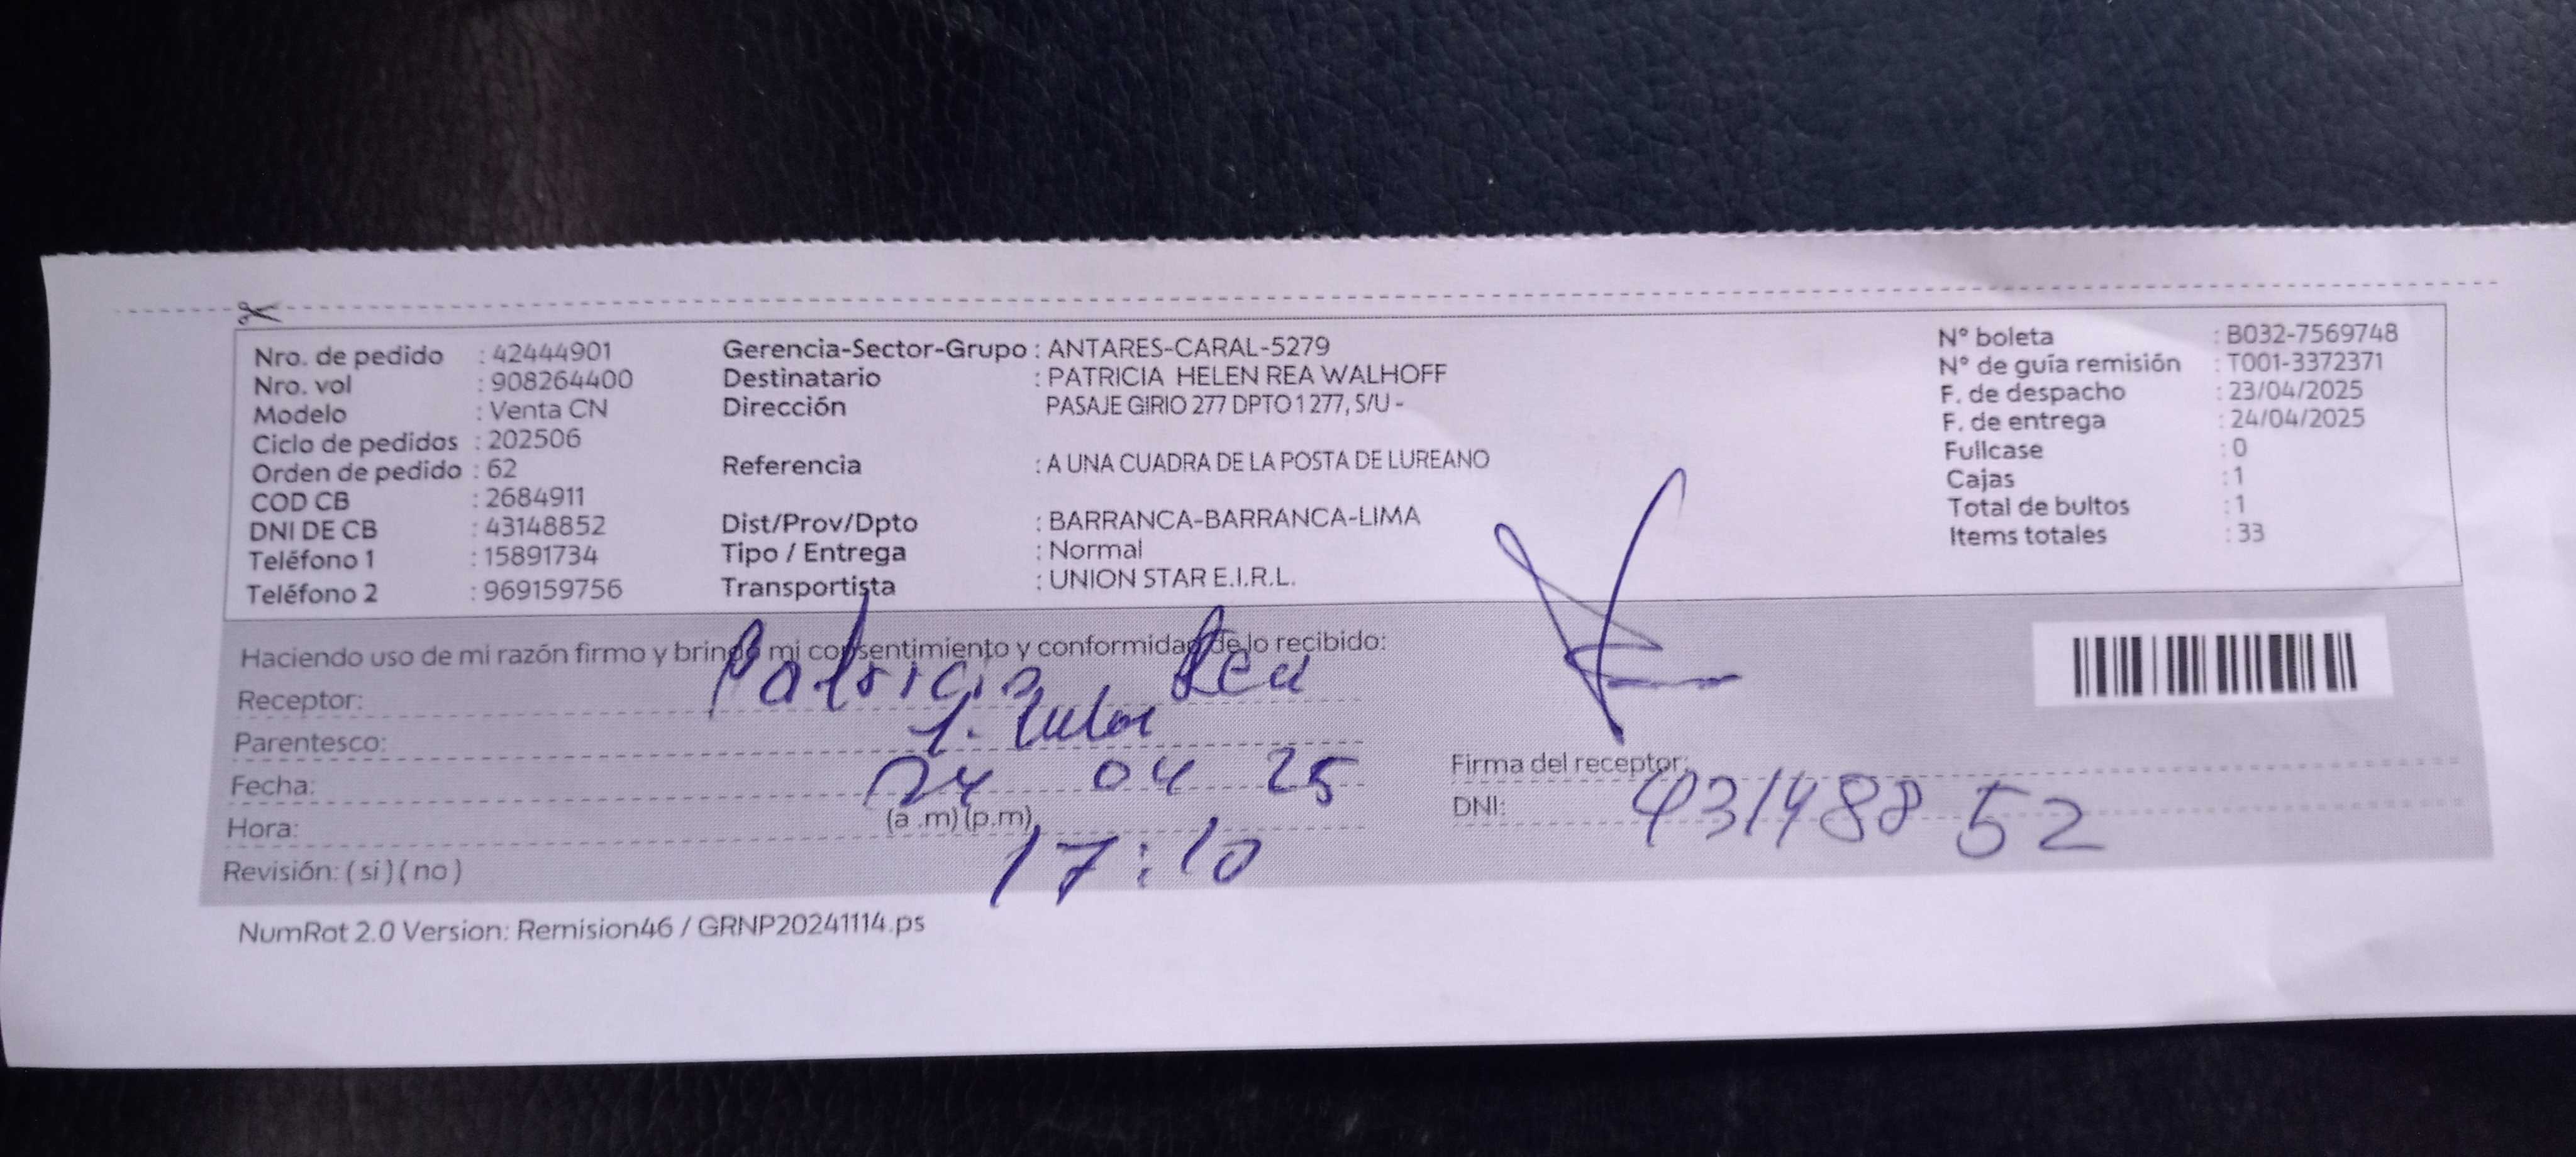 Nro. de pedido : 42444901
Nro. vol : 908264400
Modelo : Venta CN
Ciclo de pedidos : 202506
Orden de pedido : 62
COD CB : 2684911
DNI DE CB : 43148852
Teléfono 1 : 15891734
Teléfono 2 : 969159756
Gerencia-Sector-Grupo : ANTARES-CARAL-5279
Destinatario : PATRICIA HELEN REA WALHOFF
Dirección PASAJE GIRIO 277 DPTO 1 277, S/U -
Referencia : A UNA CUADRA DE LA POSTA DE LUREANO
Dist/Prov/Dpto : BARRANCA-BARRANCA-LIMA
Tipo / Entrega : Normal
Transportista : UNION STAR E.I.R.L.
N° boleta : B032-7569748
N° de guía remisión : T001-3372371
F. de despacho : 23/04/2025
F. de entrega : 24/04/2025
Fullcase : 0
Cajas : 1
Total de bultos : 1
Items totales : 33
Haciendo uso de mi razón firmo y brindo mi consentimiento y conformidad de lo recibido:
Receptor: Patricia Rea
Parentesco:
Fecha: 24 04 25
Hora: (a .m) (p.m) 17:10
Revisión: ( si ) ( no )
Firma del receptor:
DNI: 43148852
NumRot 2.0 Version: Remision46 / GRNP20241114.ps